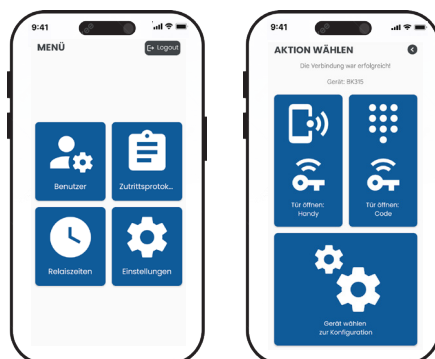 9:41
MENÜ
Logout
Benutzer
Zutrittsprotok...
Relaiszeiten
Einstellungen
9:41
AKTION WÄHLEN
Die Verbindung war erfolgreich!
Gerät: BK315
Tür öffnen:
Handy
Tür öffnen:
Code
Gerät wählen
zur Konfiguration